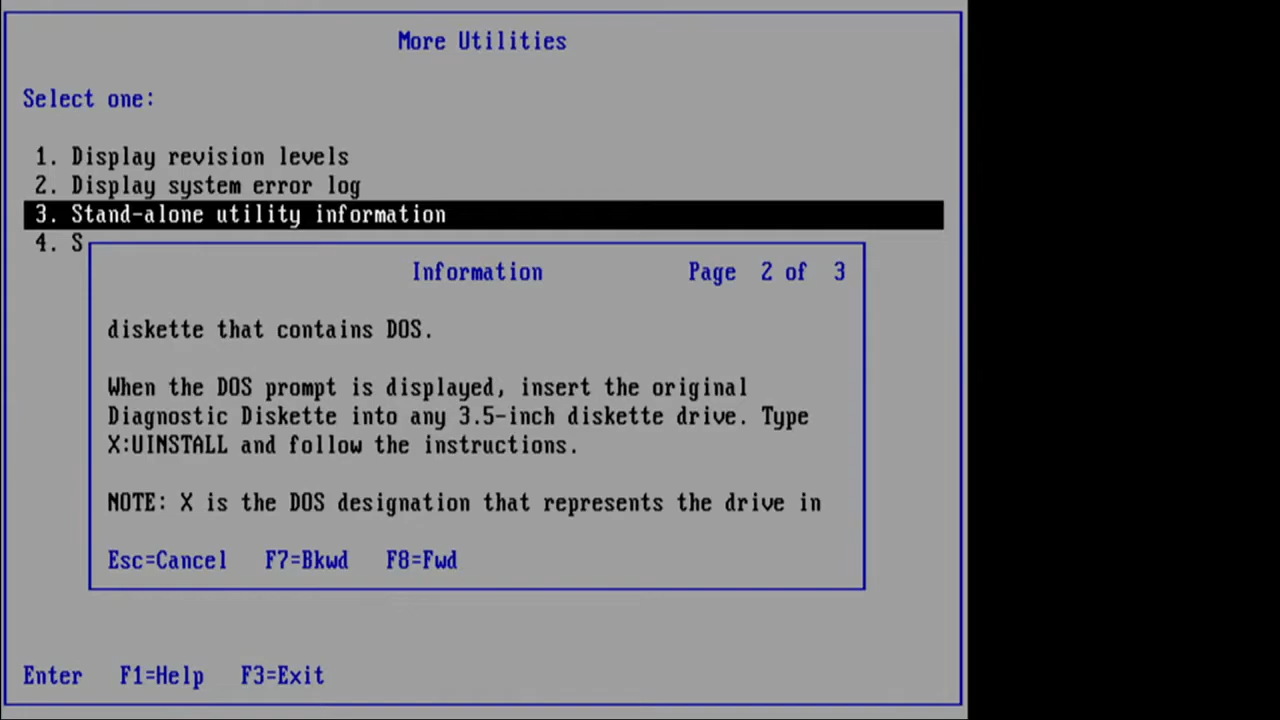 More Utilities
Select one:
1. Display revision levels
2. Display system error log
3. Stand-alone utility information
4. S
Information Page 2 of 3
diskette that contains DOS.
When the DOS prompt is displayed, insert the original
Diagnostic Diskette into any 3.5-inch diskette drive. Type
X:UINSTALL and follow the instructions.
NOTE: X is the DOS designation that represents the drive in
Esc=Cancel F7=Bkwd F8=Fwd
Enter F1=Help F3=Exit